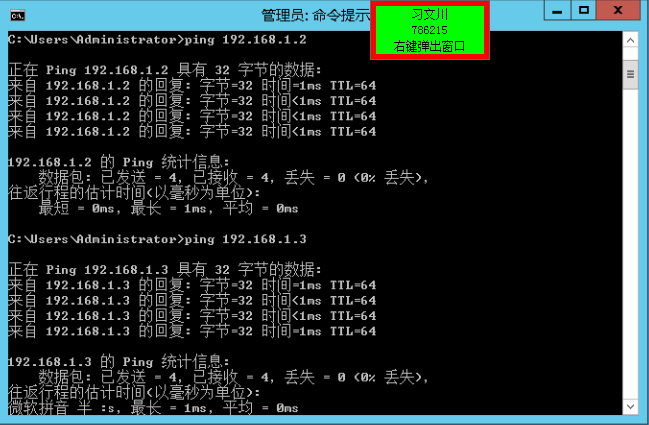 管理员: 命令提示
习文川
786215
右键弹出窗口
C:\Users\Administrator>ping 192.168.1.2
正在 Ping 192.168.1.2 具有 32 字节的数据:
来自 192.168.1.2 的回复: 字节=32 时间=1ms TTL=64
来自 192.168.1.2 的回复: 字节=32 时间<1ms TTL=64
来自 192.168.1.2 的回复: 字节=32 时间<1ms TTL=64
来自 192.168.1.2 的回复: 字节=32 时间<1ms TTL=64
192.168.1.2 的 Ping 统计信息:
数据包: 已发送 = 4, 已接收 = 4, 丢失 = 0 (0% 丢失),
往返行程的估计时间(以毫秒为单位):
最短 = 0ms, 最长 = 1ms, 平均 = 0ms
C:\Users\Administrator>ping 192.168.1.3
正在 Ping 192.168.1.3 具有 32 字节的数据:
来自 192.168.1.3 的回复: 字节=32 时间=1ms TTL=64
来自 192.168.1.3 的回复: 字节=32 时间<1ms TTL=64
来自 192.168.1.3 的回复: 字节=32 时间<1ms TTL=64
来自 192.168.1.3 的回复: 字节=32 时间=1ms TTL=64
192.168.1.3 的 Ping 统计信息:
数据包: 已发送 = 4, 已接收 = 4, 丢失 = 0 (0% 丢失),
往返行程的估计时间(以毫秒为单位):
微软拼音 半 :s, 最长 = 1ms, 平均 = 0ms